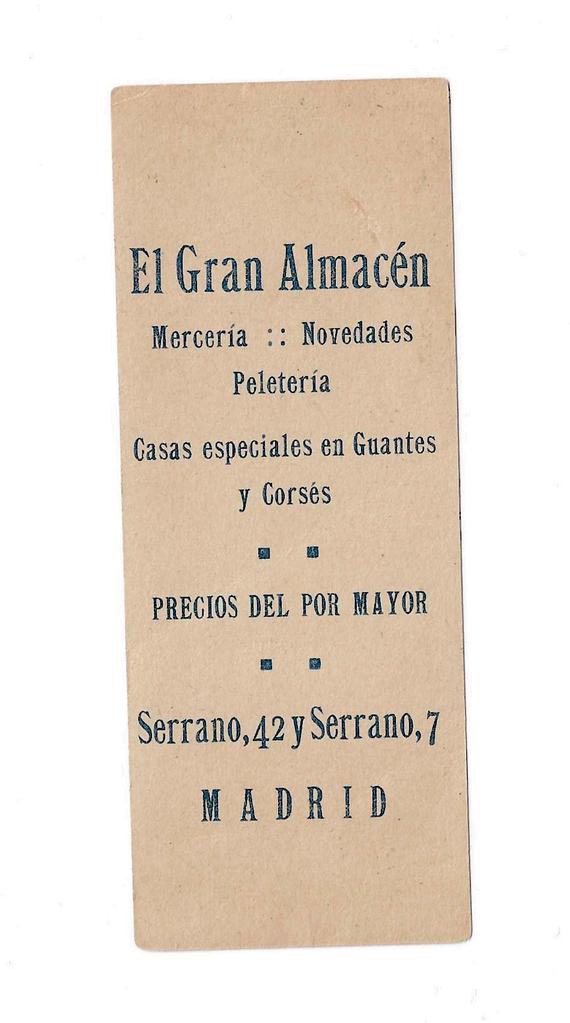 El Gran Almacén
Mercería :: Novedades
Peletería
Casas especiales en Guantes
y Corsés
PRECIOS DEL POR MAYOR
Serrano, 42 y Serrano, 7
MADRID